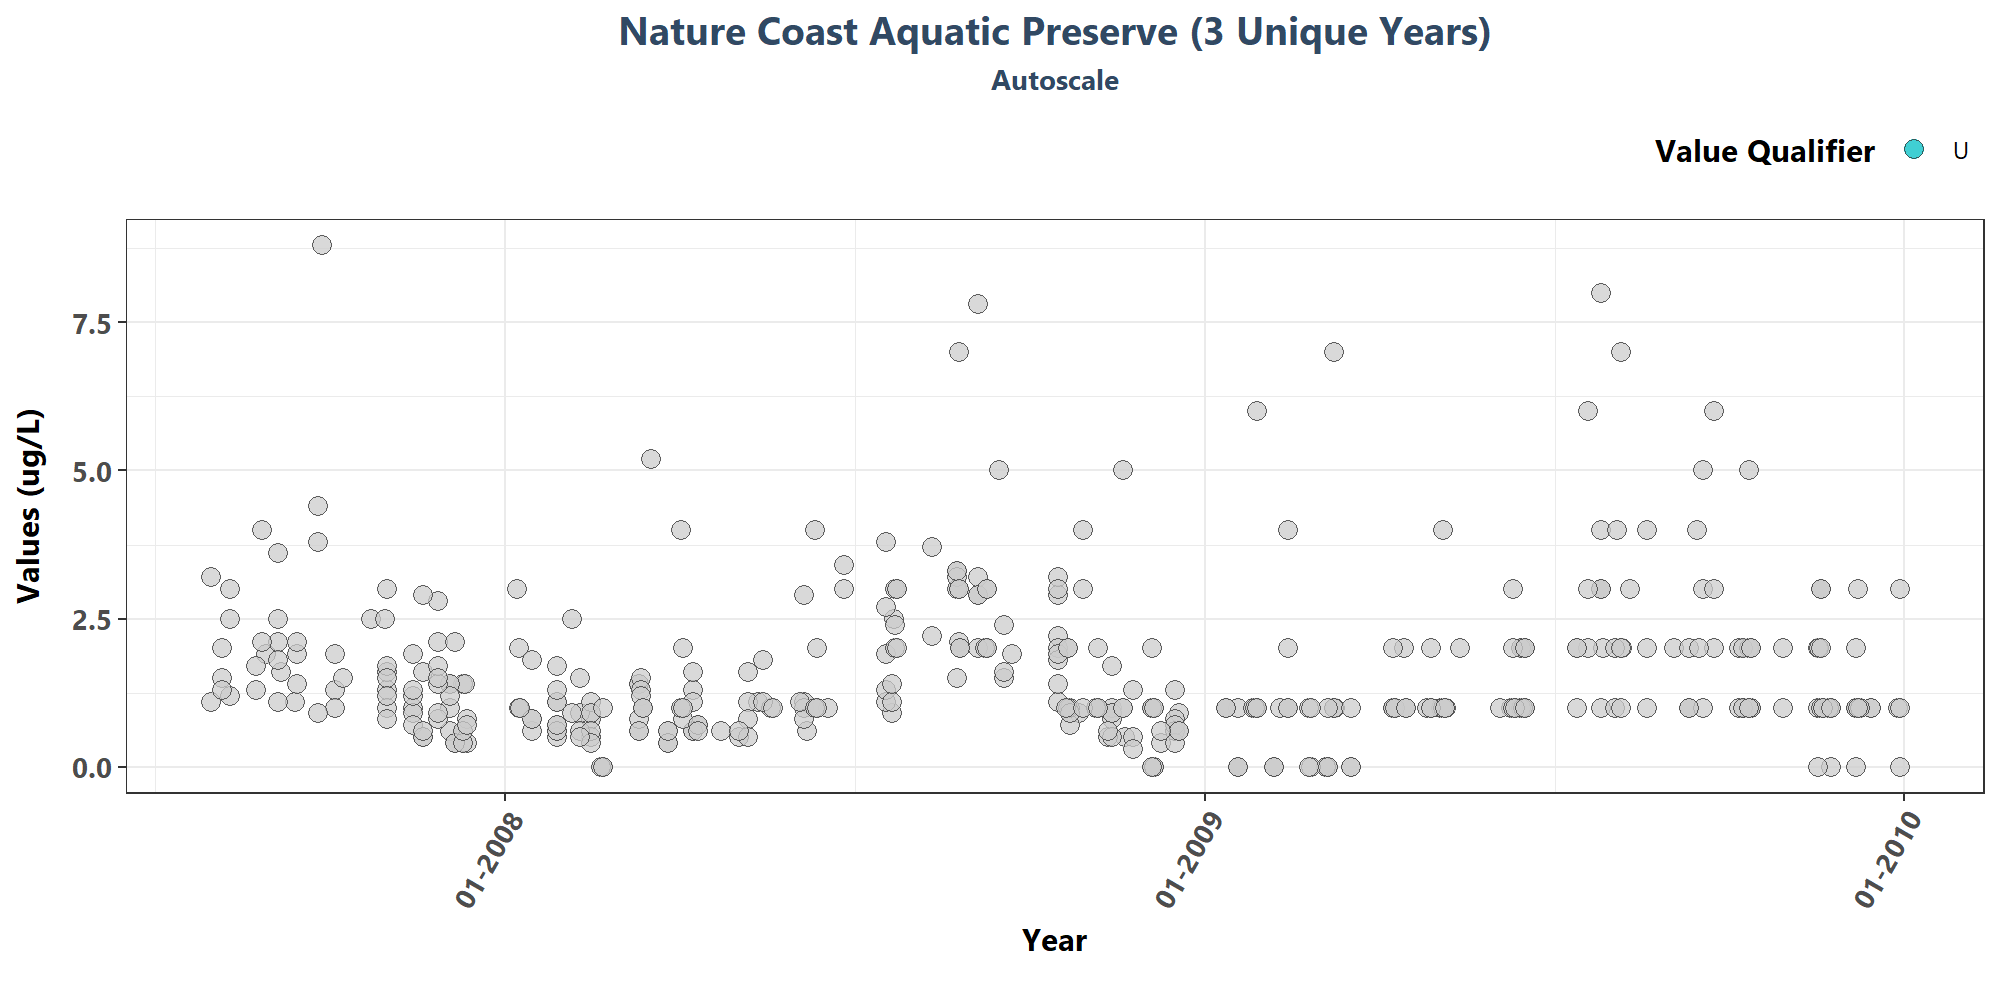 Nature Coast Aquatic Preserve (3 Unique Years)
Autoscale
Value Qualifier U
Values (ug/L)
7.5
5.0
2.5
0.0
01-2008
01-2009
01-2010
Year